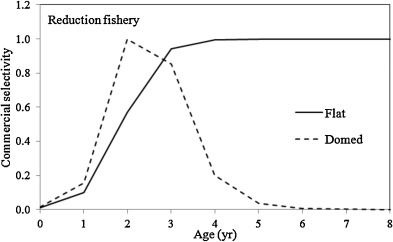 Reduction fishery
Commercial selectivity
1.2
1.0
0.8
0.6
0.4
0.2
0.0
Flat
Domed
0 1 2 3 4 5 6 7 8
Age (yr)